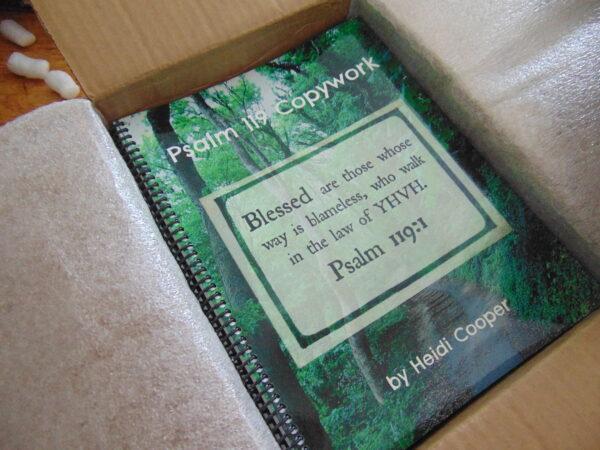 Psalm 119 Copywork
Blessed are those whose
way is blameless, who walk
in the law of YHVH.
Psalm 119:1
by Heidi Cooper